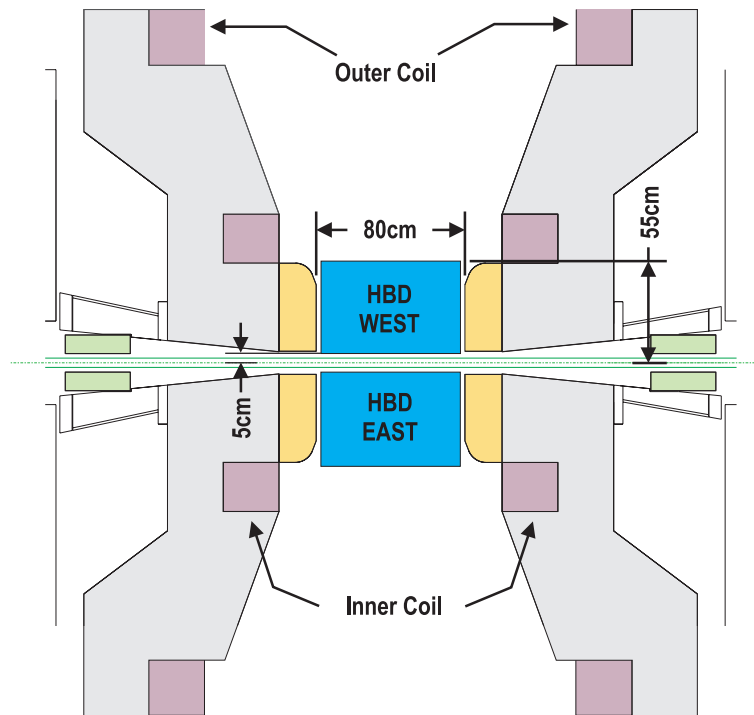 Outer Coil
80cm
55cm
HBD
WEST
5cm
HBD
EAST
Inner Coil